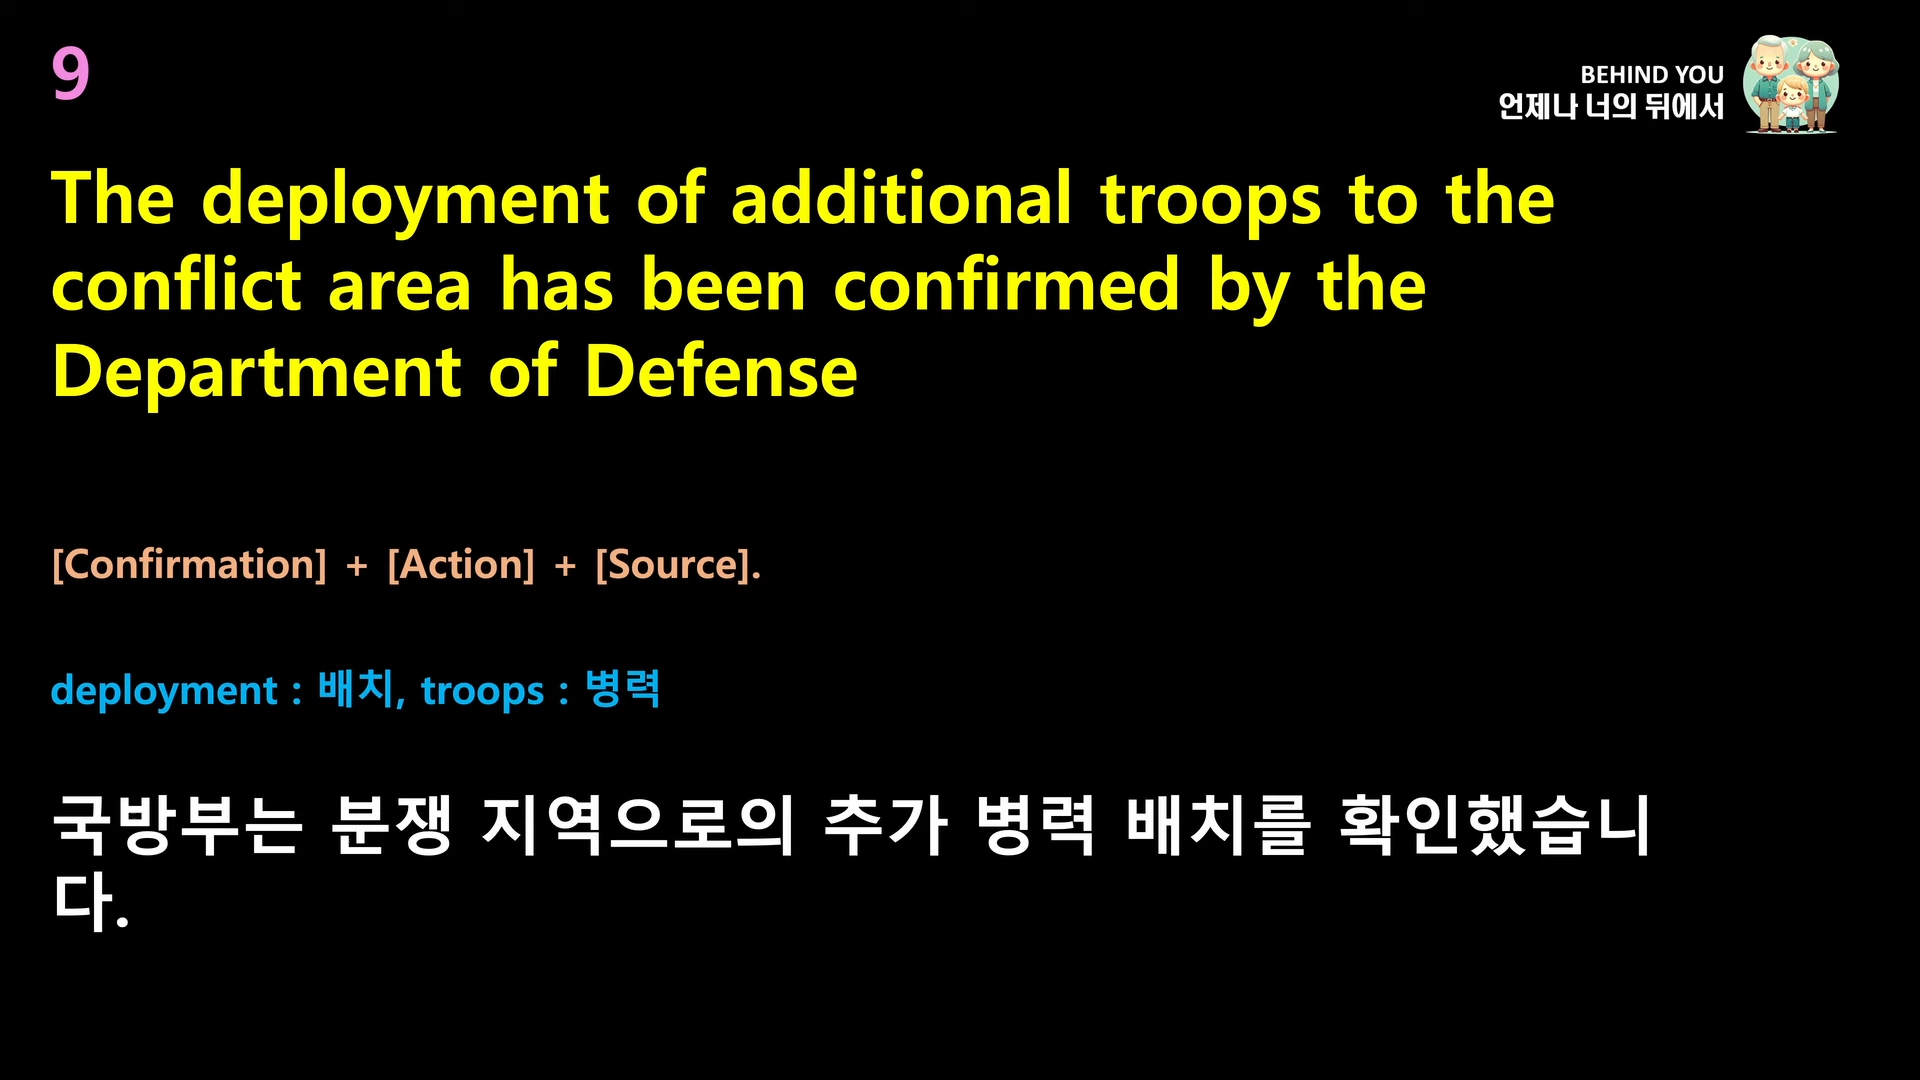 9
BEHIND YOU
언제나 너의 뒤에서
The deployment of additional troops to the
conflict area has been confirmed by the
Department of Defense
[Confirmation] + [Action] + [Source].
deployment : 배치, troops : 병력
국방부는 분쟁 지역으로의 추가 병력 배치를 확인했습니
다.